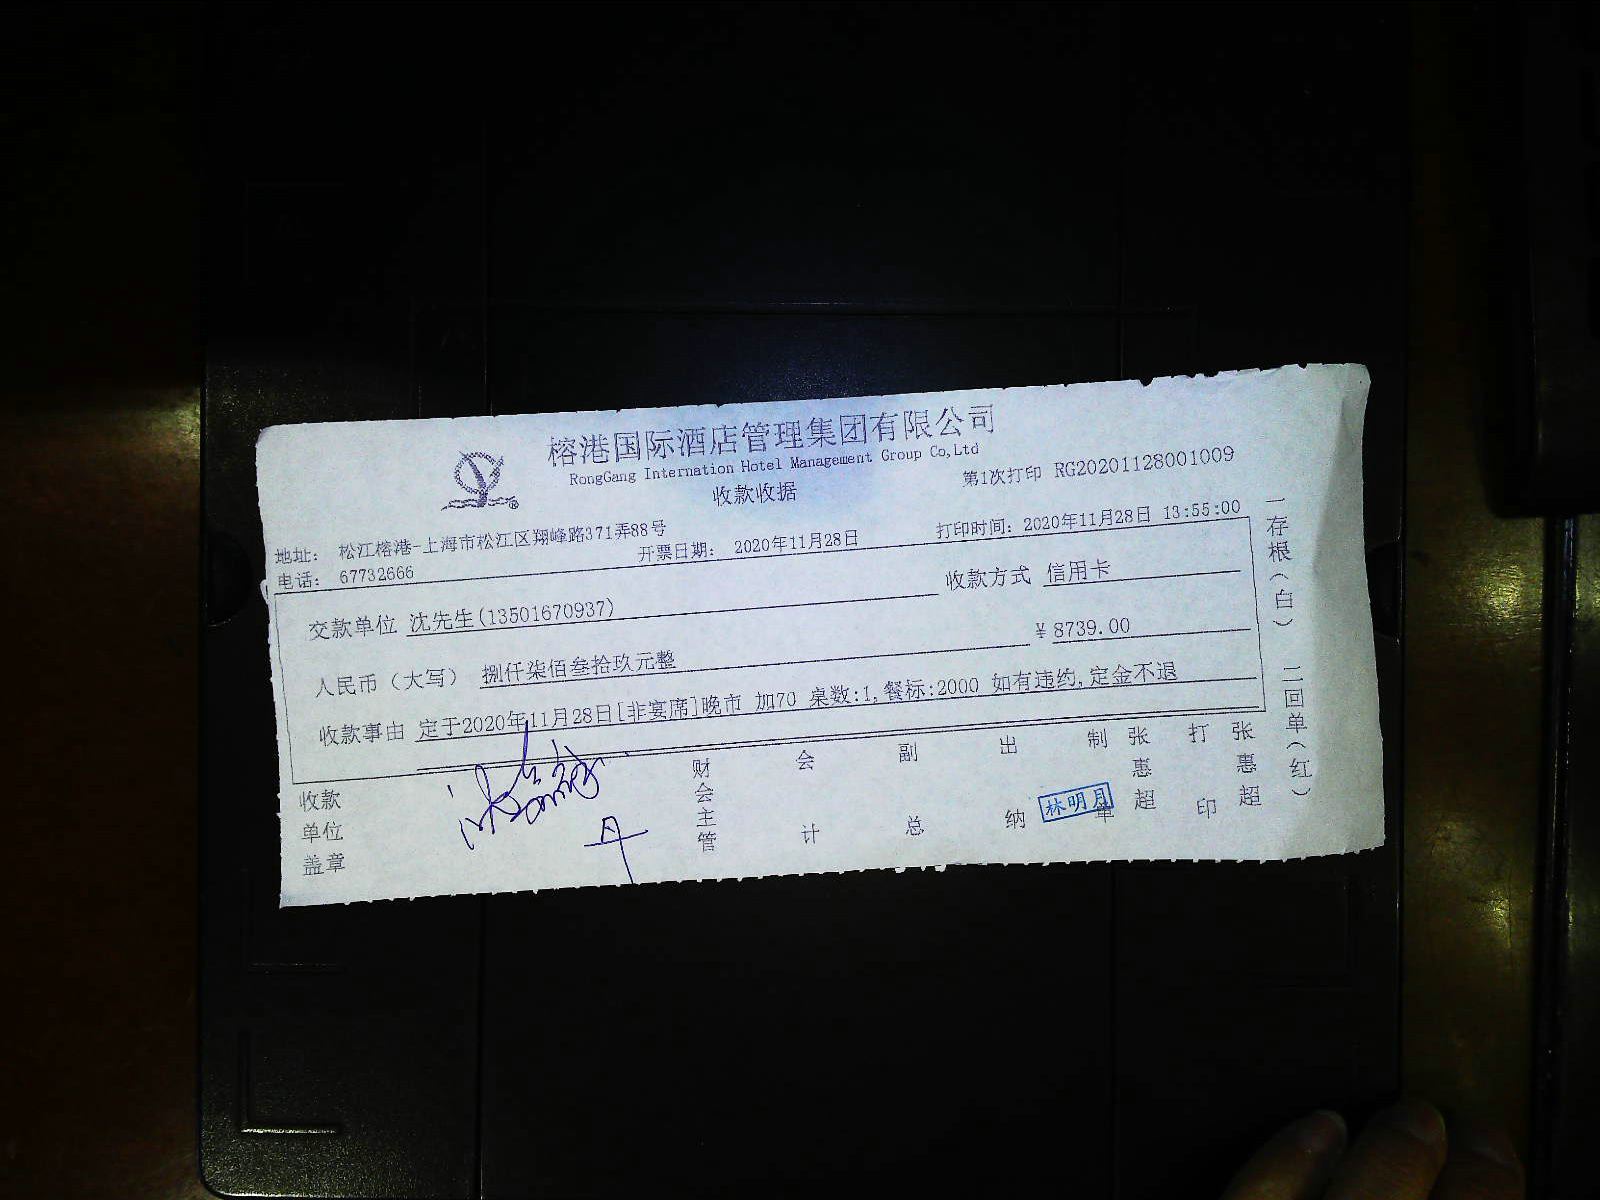 榕港国际酒店管理集团有限公司
RongGang Internation Hotel Management Group Co,Ltd
收款收据
第1次打印 RG20201128001009
地址： 松江榕港-上海市松江区翔峰路371弄88号
电话： 67732666
开票日期： 2020年11月28日
打印时间： 2020年11月28日 13:55:00
交款单位 沈先生(13501670937)
收款方式 信用卡
人民币（大写） 捌仟柒佰叁拾玖元整
¥ 8739.00
收款事由 定于2020年11月28日[非宴席]晚市 加70 桌数:1,餐标:2000 如有违约,定金不退
收款单位盖章
财会主管
会计
副总
出纳
林明月
制单 张惠超
打印 张惠超
一存根（白） 二回单（红）